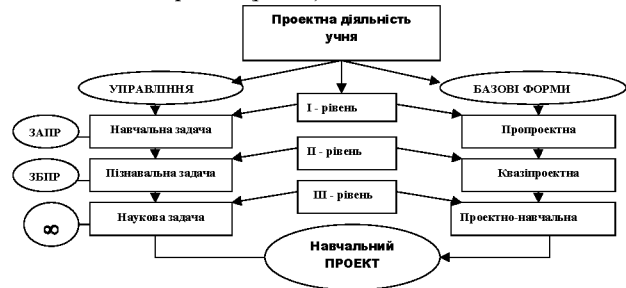 Проектна діяльність
учня
УПРАВЛІННЯ
БАЗОВІ ФОРМИ
І - рівень
ЗАПР
Навчальна задача
Пропроектна
ІІ - рівень
ЗБПР
Пізнавальна задача
Квазіпроектна
ІІІ - рівень
∞
Наукова задача
Проектно-навчальна
Навчальний
ПРОЕКТ